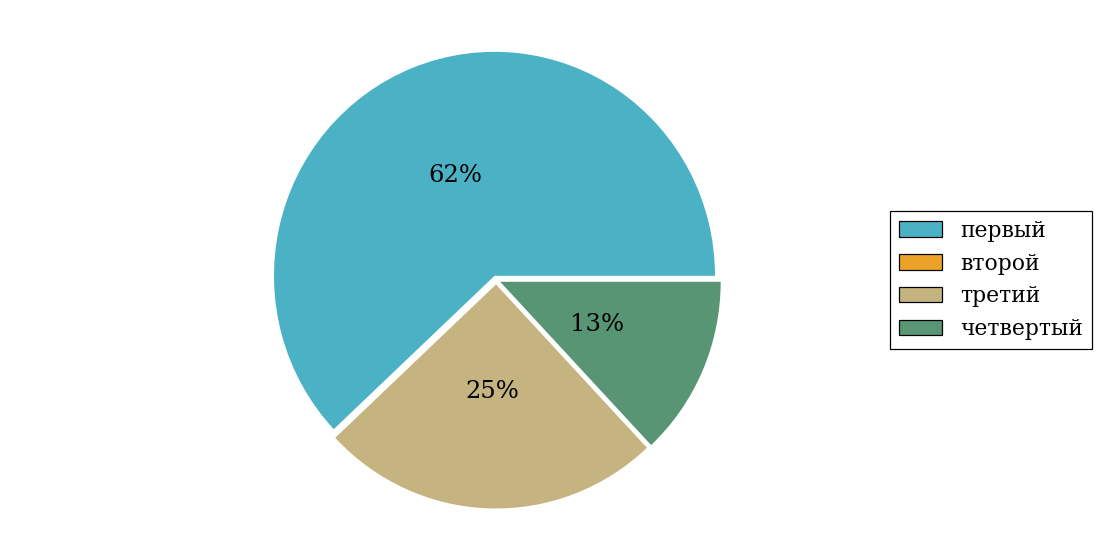 62%
13%
25%
первый
второй
третий
четвертый